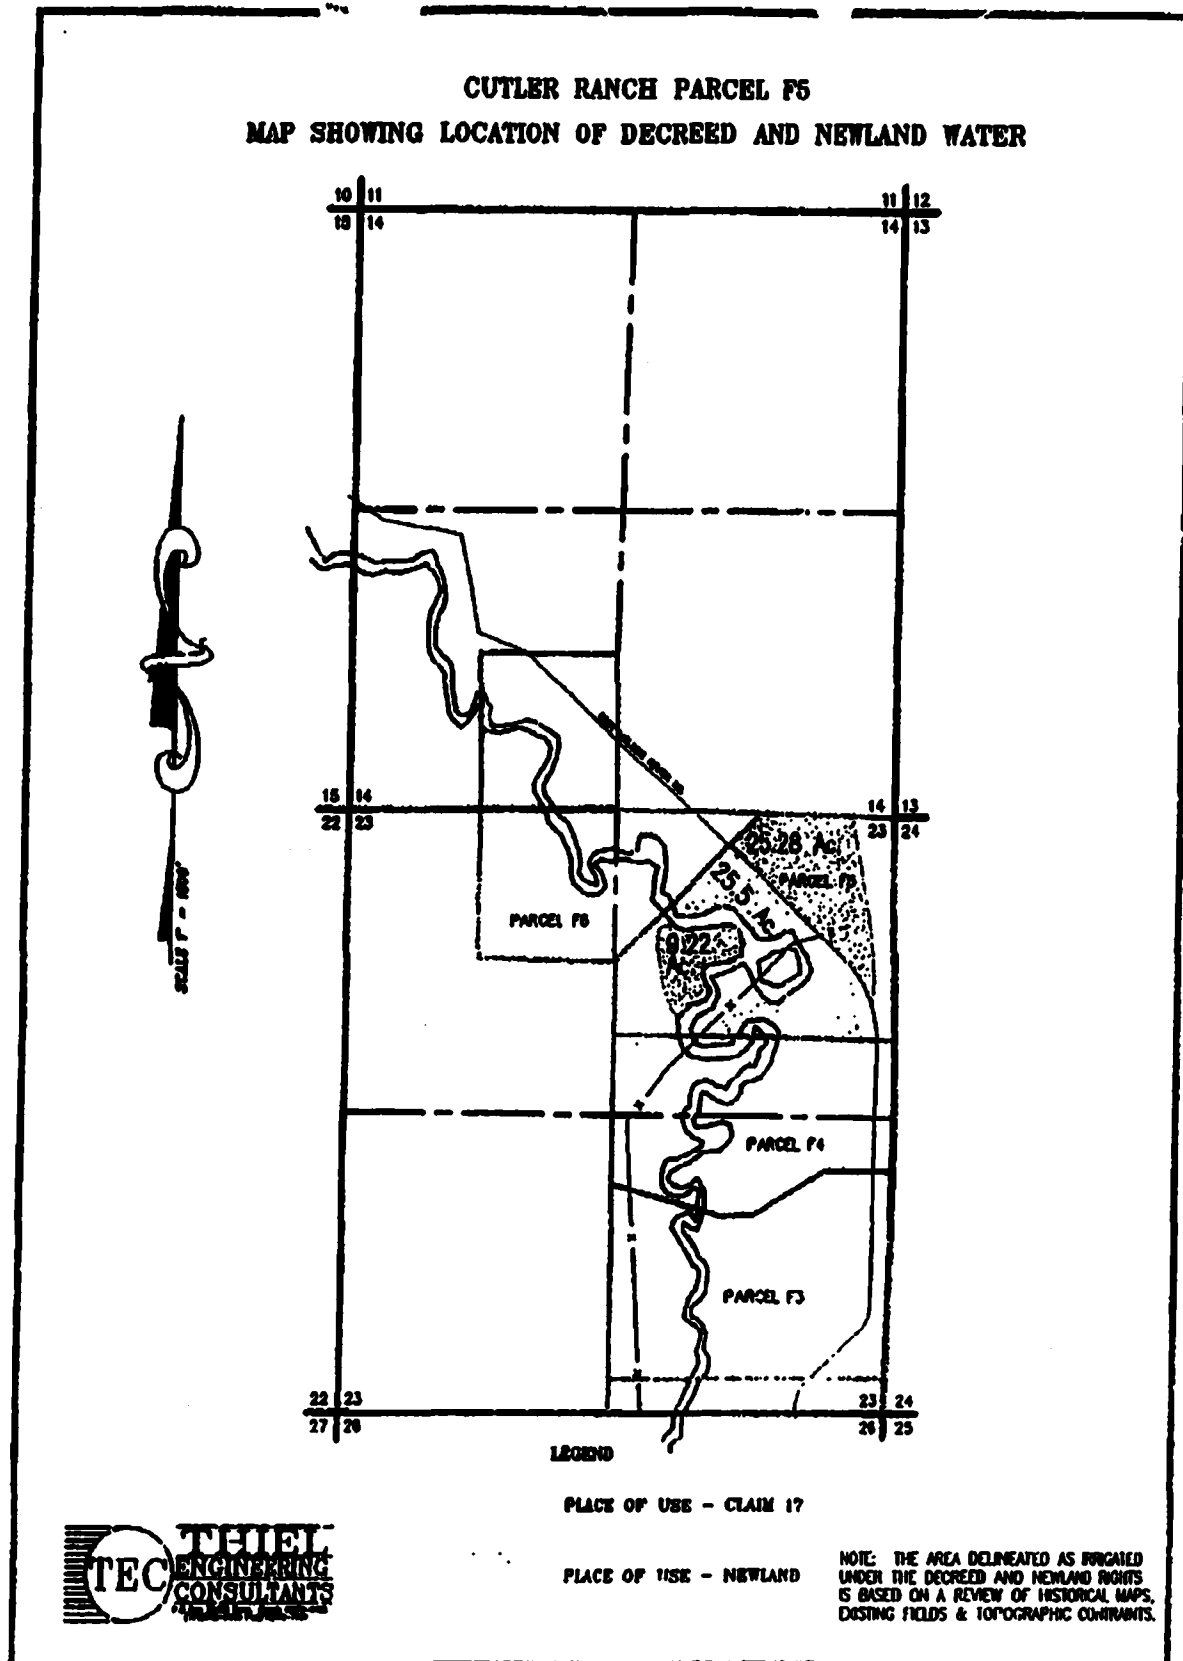 CUTLER RANCH PARCEL F5
MAP SHOWING LOCATION OF DECREED AND NEWLAND WATER
10 11
15 14
11 12
14 13
SCALE 1" =
15 14
22 23
14 13
23 24
25.28 Ac.
PARCEL F5
25.5 Ac.
9.22
Ac.
PARCEL F6
PARCEL F4
PARCEL F3
22 23
27 26
23 24
26 25
LEGEND
PLACE OF USE - CLAIM 17
PLACE OF USE - NEWLAND
TEC
THIEL
ENGINEERING
CONSULTANTS
NOTE: THE AREA DELINEATED AS IRRIGATED
UNDER THE DECREED AND NEWLAND RIGHTS
IS BASED ON A REVIEW OF HISTORICAL MAPS,
EXISTING FIELDS & TOPOGRAPHIC CONTRAINTS.